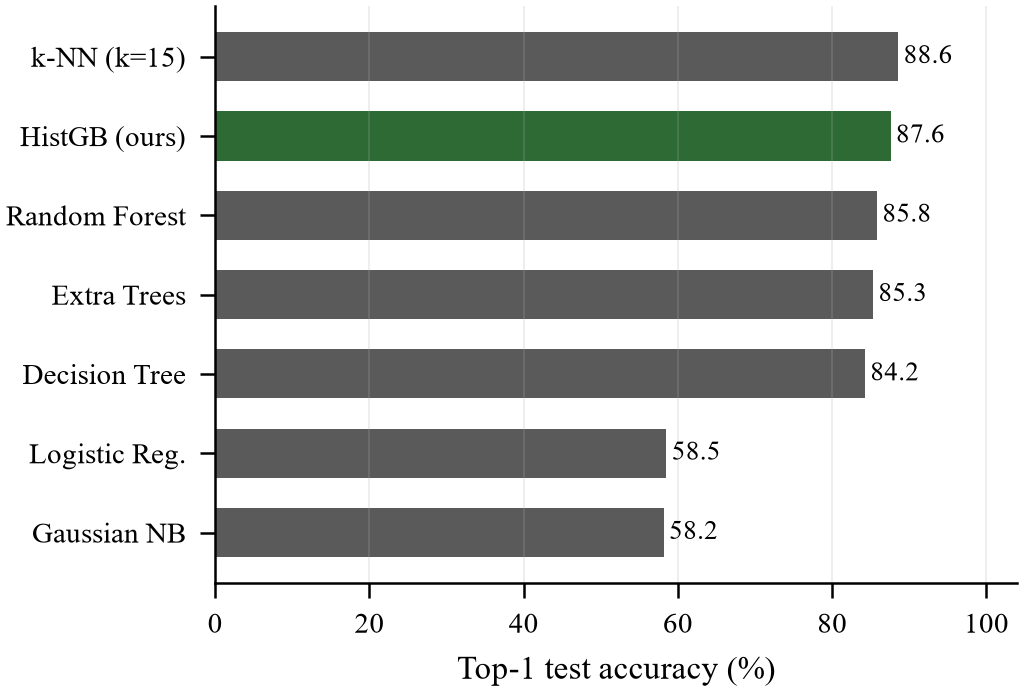 k-NN (k=15) 88.6
HistGB (ours) 87.6
Random Forest 85.8
Extra Trees 85.3
Decision Tree 84.2
Logistic Reg. 58.5
Gaussian NB 58.2
0 20 40 60 80 100
Top-1 test accuracy (%)